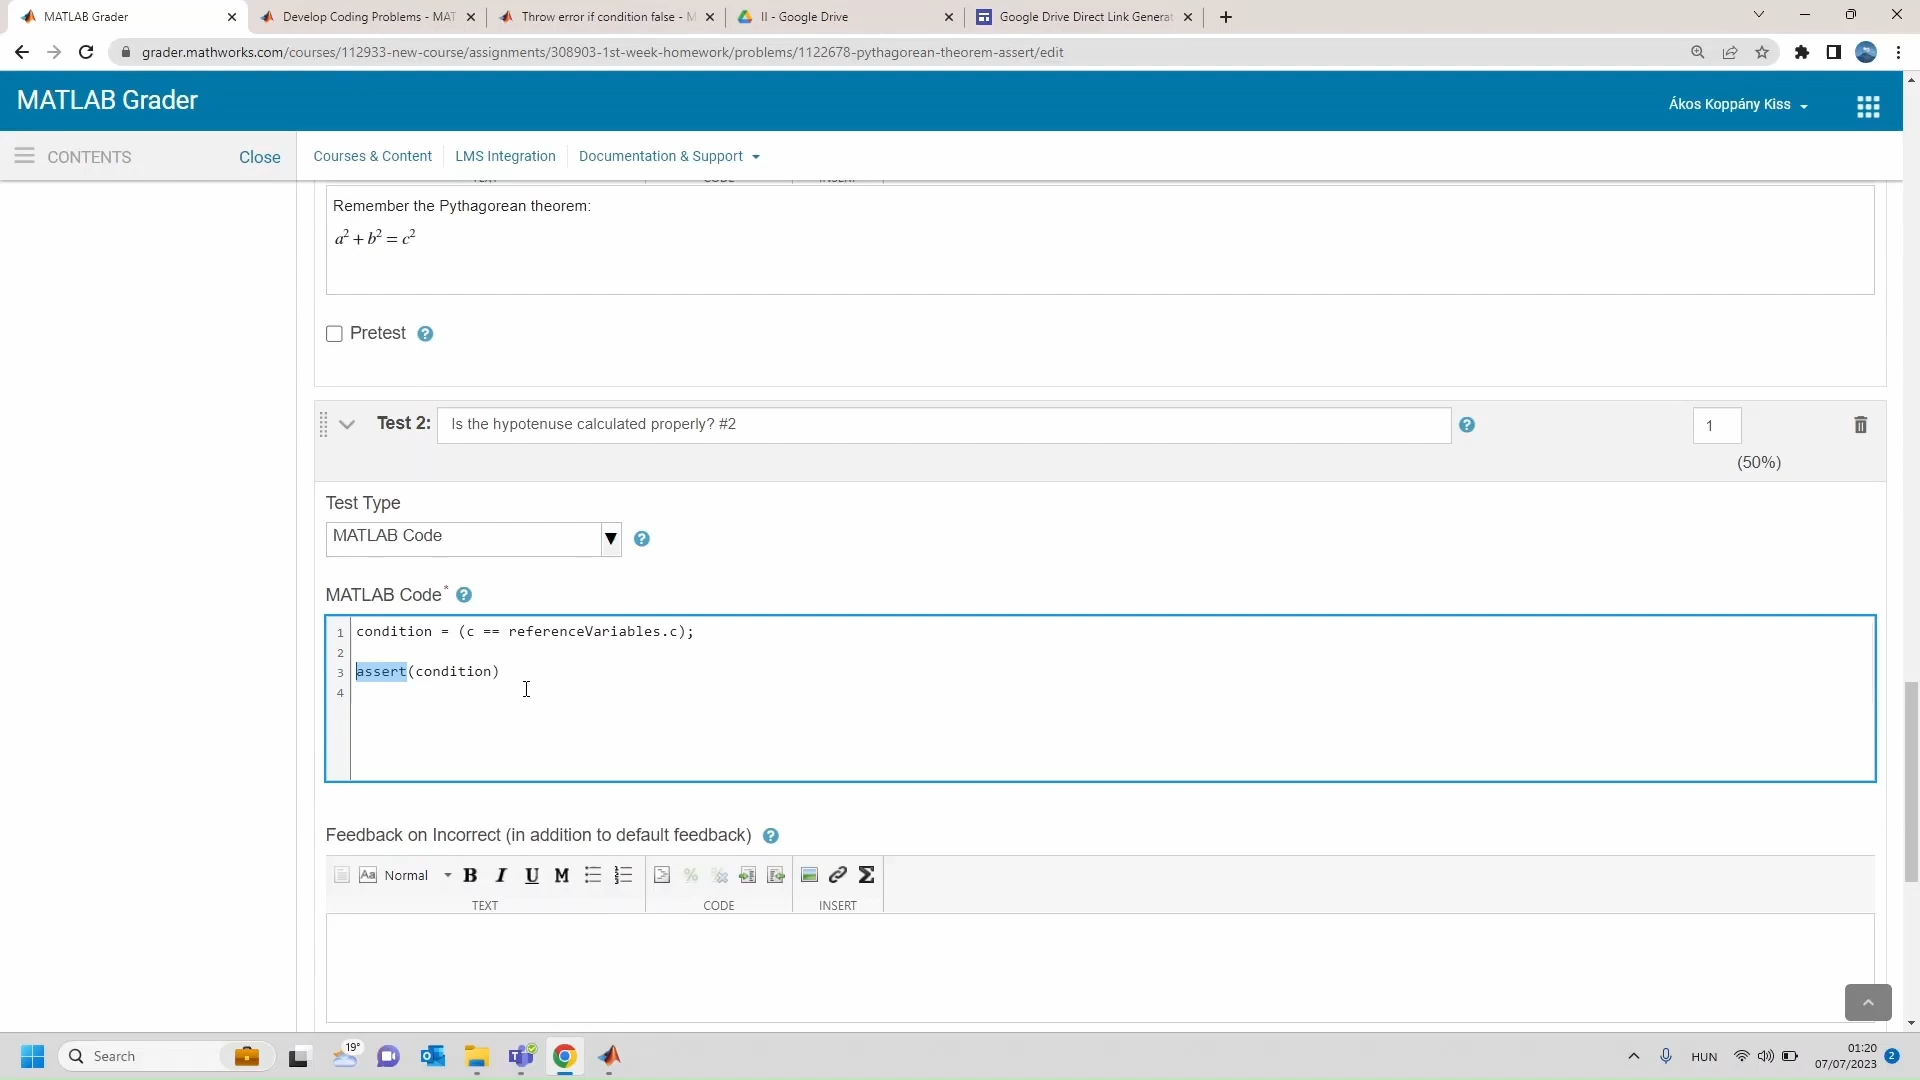 MATLAB Grader
Develop Coding Problems - MAT
Throw error if condition false - M
II - Google Drive
Google Drive Direct Link Generat
grader.mathworks.com/courses/112933-new-course/assignments/308903-1st-week-homework/problems/1122678-pythagorean-theorem-assert/edit
MATLAB Grader
Ákos Koppány Kiss
CONTENTS
Close
Courses & Content
LMS Integration
Documentation & Support
TEXT
CODE
INSERT
Remember the Pythagorean theorem:
a² + b² = c²
Pretest
Test 2:
Is the hypotenuse calculated properly? #2
1
(50%)
Test Type
MATLAB Code
MATLAB Code*
1 condition = (c == referenceVariables.c);
2
3 assert(condition)
4
Feedback on Incorrect (in addition to default feedback)
Aa Normal B I U M % Σ
TEXT
CODE
INSERT
Search
19°
HUN
01:20
07/07/2023
2